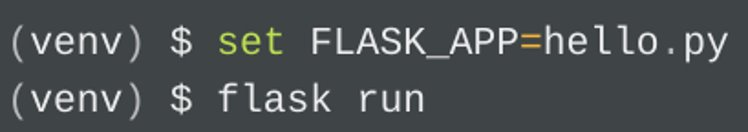 (venv) $ set FLASK_APP=hello.py
(venv) $ flask run